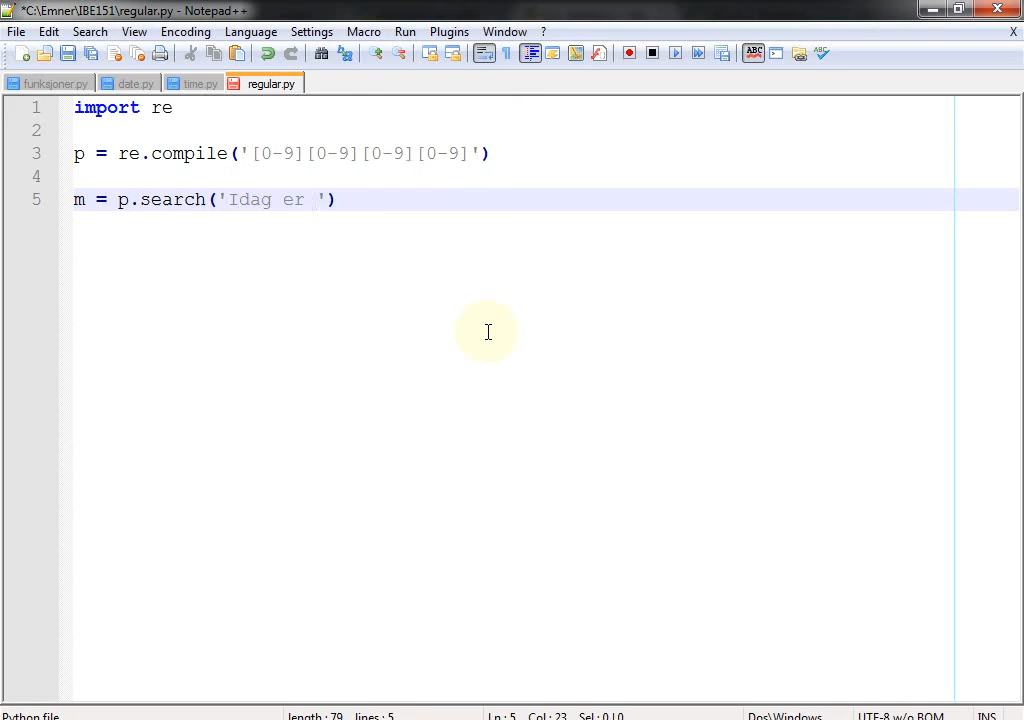 *C:\Emner\IBE151\regular.py - Notepad++
File Edit Search View Encoding Language Settings Macro Run Plugins Window ? X
funksjoner.py date.py time.py regular.py
1 import re
2
3 p = re.compile('[0-9][0-9][0-9][0-9]')
4
5 m = p.search('Idag er ')
Python file length : 79 lines : 5 Ln : 5 Col : 23 Sel : 0 | 0 Dos\Windows UTF-8 w/o BOM INS